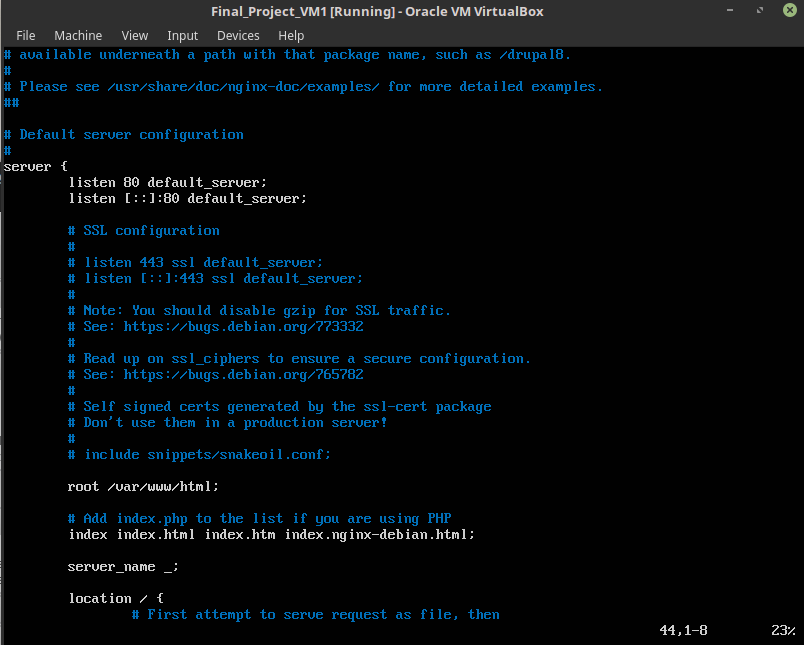 Final_Project_VM1 [Running] - Oracle VM VirtualBox
File Machine View Input Devices Help
# available underneath a path with that package name, such as /drupal8.
#
# Please see /usr/share/doc/nginx-doc/examples/ for more detailed examples.
##
# Default server configuration
#
server {
listen 80 default_server;
listen [::]:80 default_server;
# SSL configuration
#
# listen 443 ssl default_server;
# listen [::]:443 ssl default_server;
#
# Note: You should disable gzip for SSL traffic.
# See: https://bugs.debian.org/773332
#
# Read up on ssl_ciphers to ensure a secure configuration.
# See: https://bugs.debian.org/765782
#
# Self signed certs generated by the ssl-cert package
# Don't use them in a production server!
#
# include snippets/snakeoil.conf;
root /var/www/html;
# Add index.php to the list if you are using PHP
index index.html index.htm index.nginx-debian.html;
server_name _;
location / {
# First attempt to serve request as file, then
44,1-8 23%